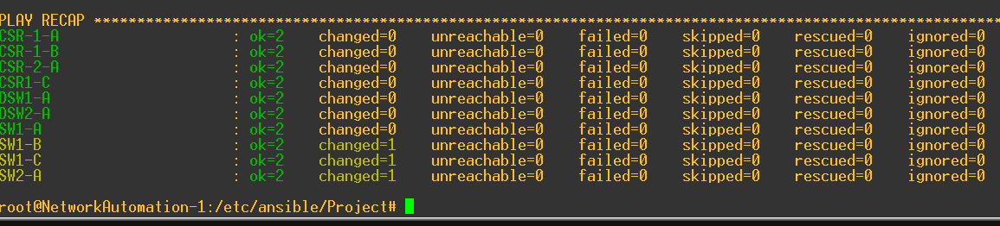 PLAY RECAP ****************************************************************************************************************
CSR-1-A : ok=2 changed=0 unreachable=0 failed=0 skipped=0 rescued=0 ignored=0
CSR-1-B : ok=2 changed=0 unreachable=0 failed=0 skipped=0 rescued=0 ignored=0
CSR-2-A : ok=2 changed=0 unreachable=0 failed=0 skipped=0 rescued=0 ignored=0
CSR1-C : ok=2 changed=0 unreachable=0 failed=0 skipped=0 rescued=0 ignored=0
DSW1-A : ok=2 changed=0 unreachable=0 failed=0 skipped=0 rescued=0 ignored=0
DSW2-A : ok=2 changed=0 unreachable=0 failed=0 skipped=0 rescued=0 ignored=0
SW1-A : ok=2 changed=0 unreachable=0 failed=0 skipped=0 rescued=0 ignored=0
SW1-B : ok=2 changed=1 unreachable=0 failed=0 skipped=0 rescued=0 ignored=0
SW1-C : ok=2 changed=1 unreachable=0 failed=0 skipped=0 rescued=0 ignored=0
SW2-A : ok=2 changed=1 unreachable=0 failed=0 skipped=0 rescued=0 ignored=0
root@NetworkAutomation-1:/etc/ansible/Project#